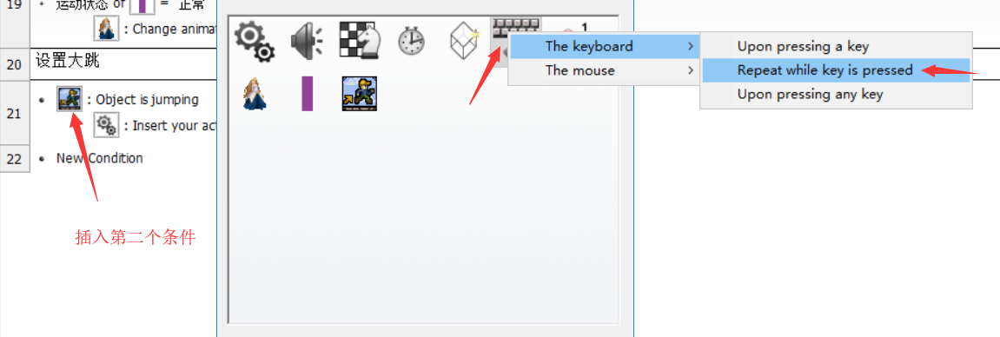 19
运动状态 of = "正常"
: Change animat
20
设置大跳
21
: Object is jumping
: Insert your act
22
New Condition
插入第二个条件
1
The keyboard
The mouse
Upon pressing a key
Repeat while key is pressed
Upon pressing any key